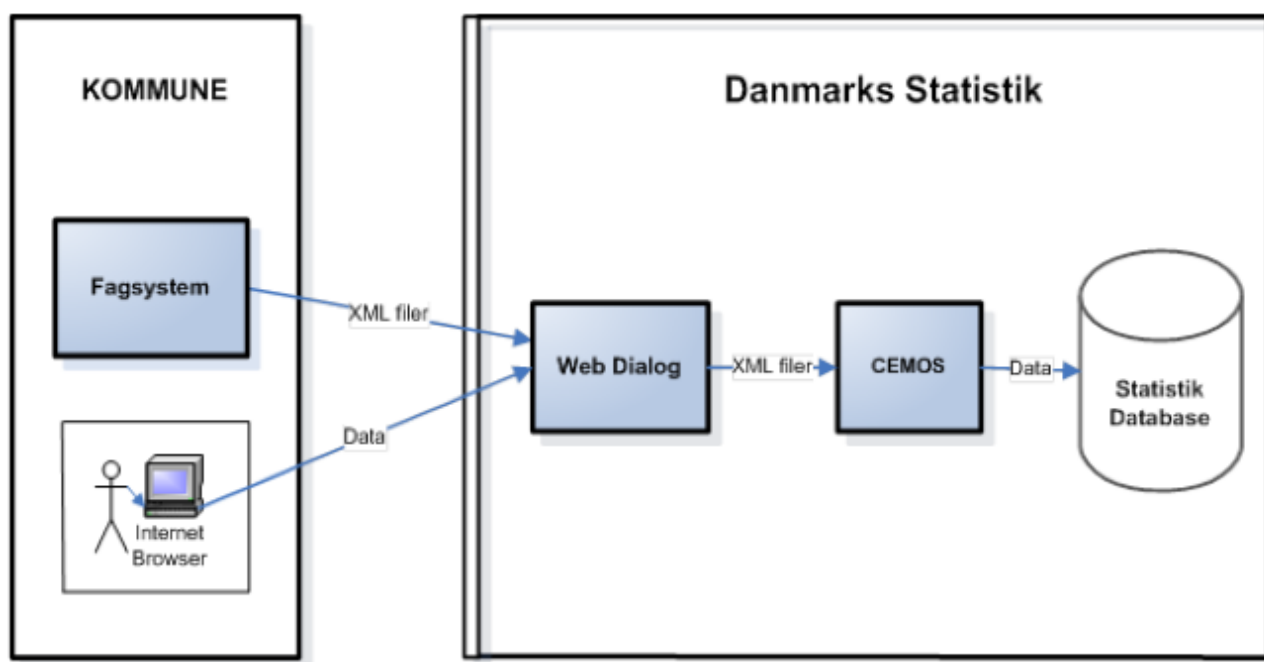 KOMMUNE
Danmarks Statistik
Fagsystem
XML filer
Web Dialog
XML filer
CEMOS
Data
Statistik
Database
Data
Internet
Browser